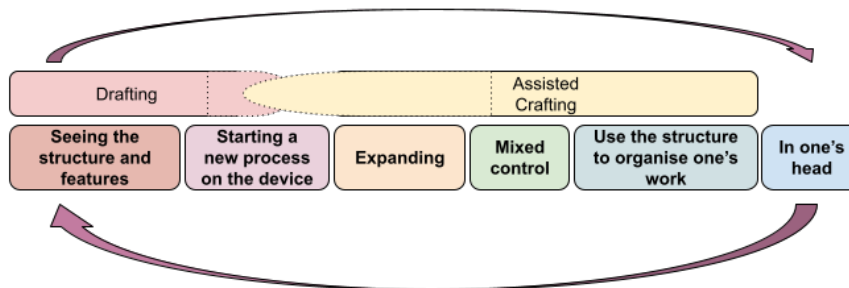 Drafting
Assisted
Crafting
Seeing the
structure and
features
Starting a
new process
on the device
Expanding
Mixed
control
Use the structure
to organise one's
work
In one's
head